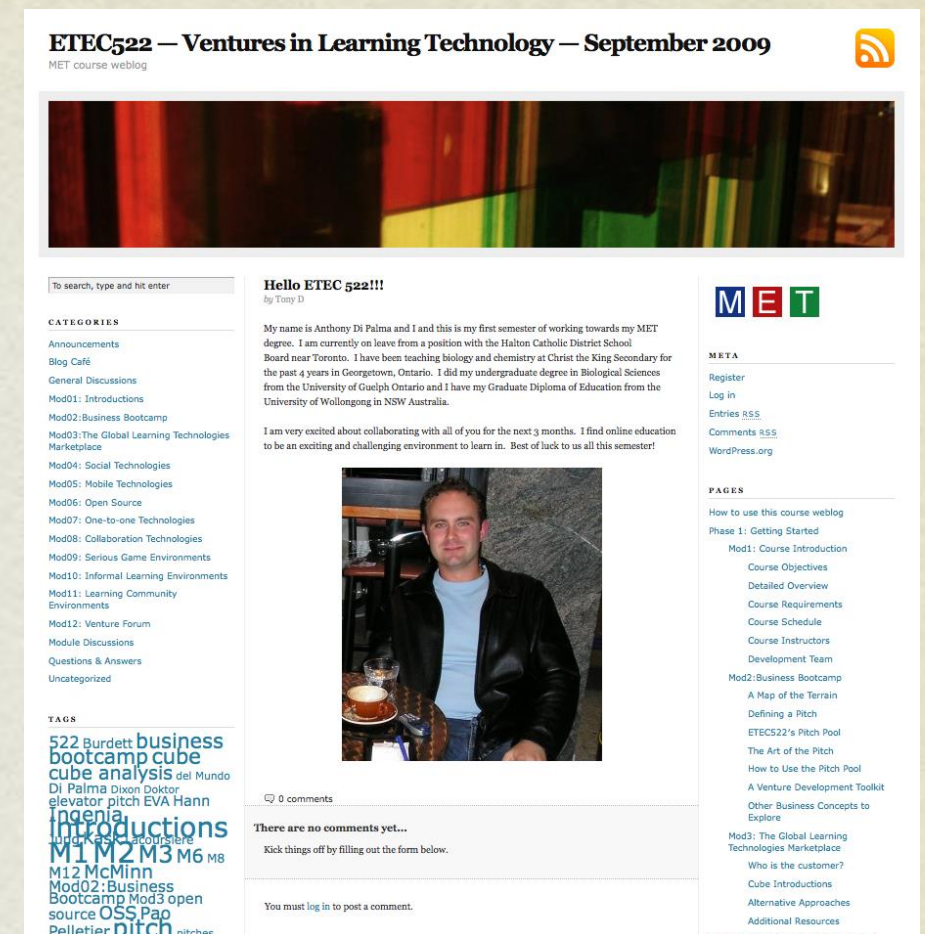 ETEC522 — Ventures in Learning Technology — September 2009
MET course weblog
To search, type and hit enter
CATEGORIES
Announcements
Blog Café
General Discussions
Mod01: Introductions
Mod02:Business Bootcamp
Mod03:The Global Learning Technologies
Marketplace
Mod04: Social Technologies
Mod05: Mobile Technologies
Mod06: Open Source
Mod07: One-to-one Technologies
Mod08: Collaboration Technologies
Mod09: Serious Game Environments
Mod10: Informal Learning Environments
Mod11: Learning Community
Environments
Mod12: Venture Forum
Module Discussions
Questions & Answers
Uncategorized
TAGS
522 Burdett business
bootcamp cube
cube analysis del Mundo
Di Palma Dixon Doktor
elevator pitch EVA Hann
Ingenia
introductions
Jung Kask Lacoursiere
M1 M2 M3 M6 M8
M12 McMinn
Mod02:Business
Bootcamp Mod3 open
source OSS Pao
Pelletier pitch pitches
Hello ETEC 522!!!
by Tony D
My name is Anthony Di Palma and I and this is my first semester of working towards my MET
degree. I am currently on leave from a position with the Halton Catholic District School
Board near Toronto. I have been teaching biology and chemistry at Christ the King Secondary for
the past 4 years in Georgetown, Ontario. I did my undergraduate degree in Biological Sciences
from the University of Guelph Ontario and I have my Graduate Diploma of Education from the
University of Wollongong in NSW Australia.
I am very excited about collaborating with all of you for the next 3 months. I find online education
to be an exciting and challenging environment to learn in. Best of luck to us all this semester!
0 comments
There are no comments yet...
Kick things off by filling out the form below.
You must log in to post a comment.
MET
META
Register
Log in
Entries RSS
Comments RSS
WordPress.org
PAGES
How to use this course weblog
Phase 1: Getting Started
Mod1: Course Introduction
Course Objectives
Detailed Overview
Course Requirements
Course Schedule
Course Instructors
Development Team
Mod2:Business Bootcamp
A Map of the Terrain
Defining a Pitch
ETEC522's Pitch Pool
The Art of the Pitch
How to Use the Pitch Pool
A Venture Development Toolkit
Other Business Concepts to
Explore
Mod3: The Global Learning
Technologies Marketplace
Who is the customer?
Cube Introductions
Alternative Approaches
Additional Resources